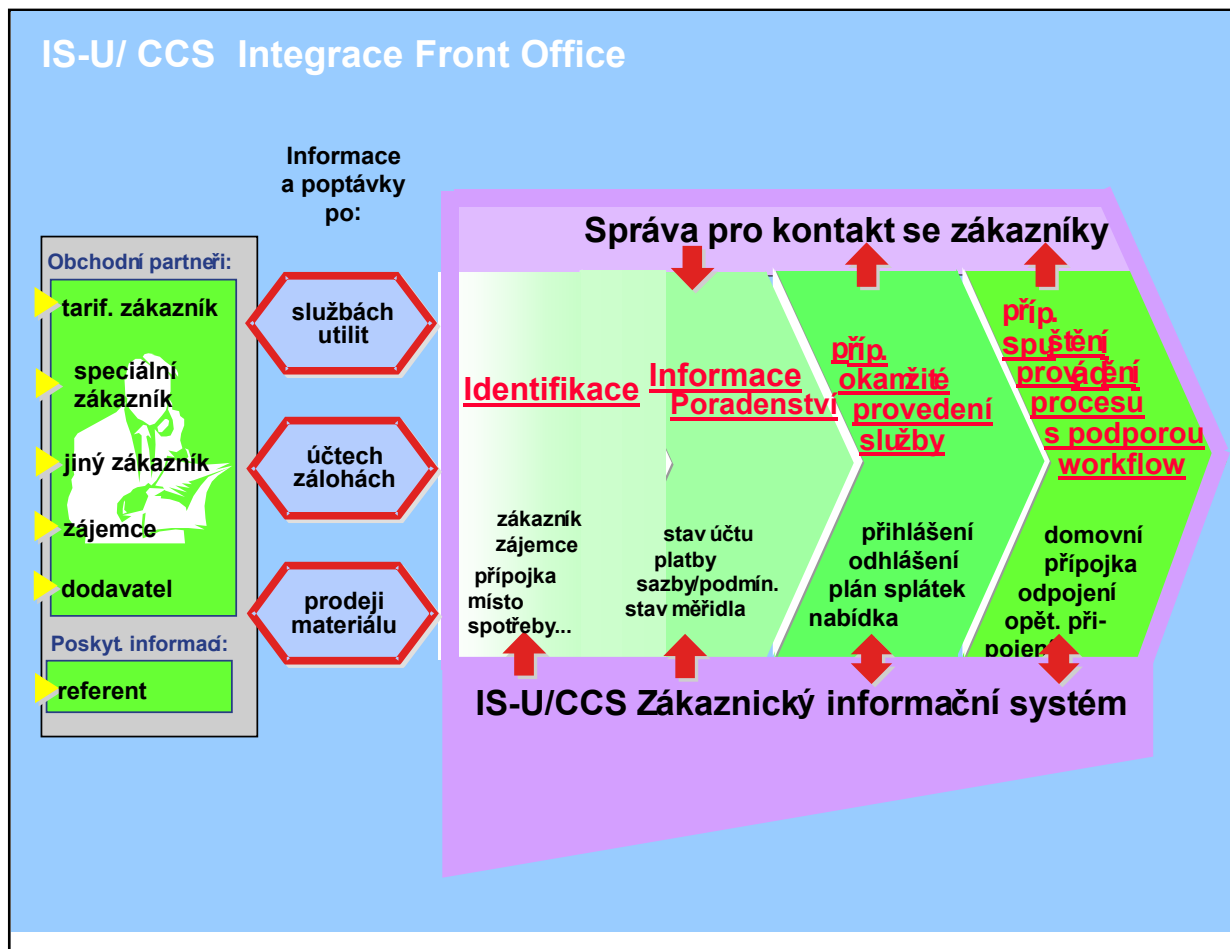 IS-U/ CCS Integrace Front Office
Informace
a poptávky
po:
Obchodní partneři:
tarif. zákazník
speciální
zákazník
jiný zákazník
zájemce
dodavatel
Poskyt. informací:
referent
službách
utilit
účtech
zálohách
prodeji
materiálu
Správa pro kontakt se zákazníky
Identifikace
zákazník
zájemce
přípojka
místo
spotřeby...
Informace
Poradenství
stav účtu
platby
sazby/podmín.
stav měřidla
příp.
okamžité
provedení
služby
přihlášení
odhlášení
plán splátek
nabídka
příp.
spuštění
provádění
procesu
s podporou
workflow
domovní
přípojka
odpojení
opět. při-
pojení
IS-U/CCS Zákaznický informační systém